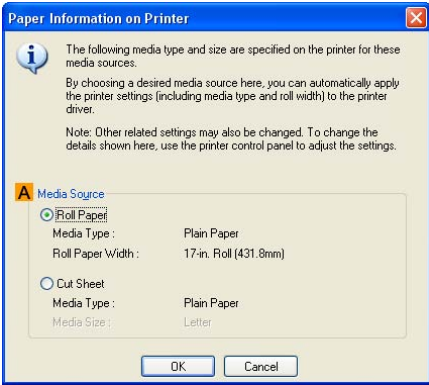 Paper Information on Printer
The following media type and size are specified on the printer for these
media sources.
By choosing a desired media source here, you can automatically apply
the printer settings (including media type and roll width) to the printer
driver.
Note: Other related settings may also be changed. To change the
details shown here, use the printer control panel to adjust the settings.
A Media Source
Roll Paper
Media Type : Plain Paper
Roll Paper Width : 17-in. Roll (431.8mm)
Cut Sheet
Media Type : Plain Paper
Media Size : Letter
OK Cancel